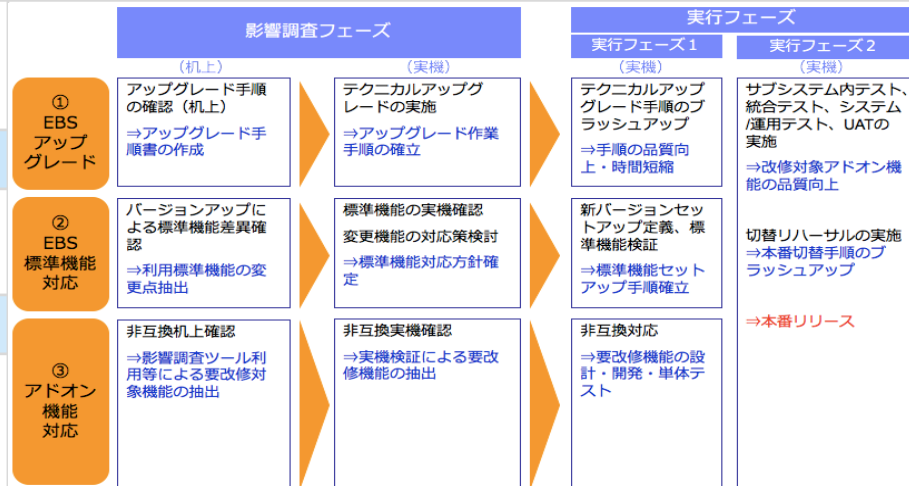 影響調査フェーズ
実行フェーズ
実行フェーズ１
実行フェーズ２
（机上）
（実機）
（実機）
（実機）
①
EBS
アップ
グレード
アップグレード手順
の確認（机上）
⇒アップグレード手
順書の作成
テクニカルアップグ
レードの実施
⇒アップグレード作業
手順の確立
テクニカルアップ
グレード手順のブ
ラッシュアップ
⇒手順の品質向
上・時間短縮
サブシステム内テスト、
統合テスト、システム
/運用テスト、UATの
実施
⇒改修対象アドオン機
能の品質向上
切替リハーサルの実施
⇒本番切替手順のブ
ラッシュアップ
⇒本番リリース
②
EBS
標準機能
対応
バージョンアップに
よる標準機能差異確
認
⇒利用標準機能の変
更点抽出
標準機能の実機確認
変更機能の対応策検討
⇒標準機能対応方針確
定
新バージョンセッ
トアップ定義、標
準機能検証
⇒標準機能セット
アップ手順確立
③
アドオン
機能
対応
非互換机上確認
⇒影響調査ツール利
用等による要改修対
象機能の抽出
非互換実機確認
⇒実機検証による要改
修機能の抽出
非互換対応
⇒要改修機能の設
計・開発・単体テ
スト